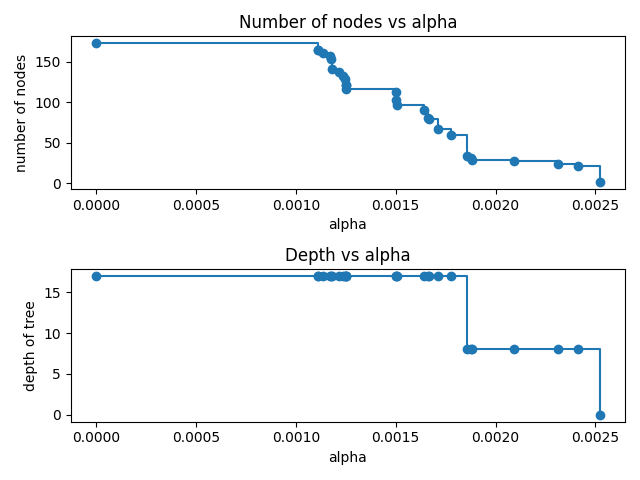 Number of nodes vs alpha
number of nodes
150
100
50
0
0.0000 0.0005 0.0010 0.0015 0.0020 0.0025
alpha
Depth vs alpha
depth of tree
15
10
5
0
0.0000 0.0005 0.0010 0.0015 0.0020 0.0025
alpha